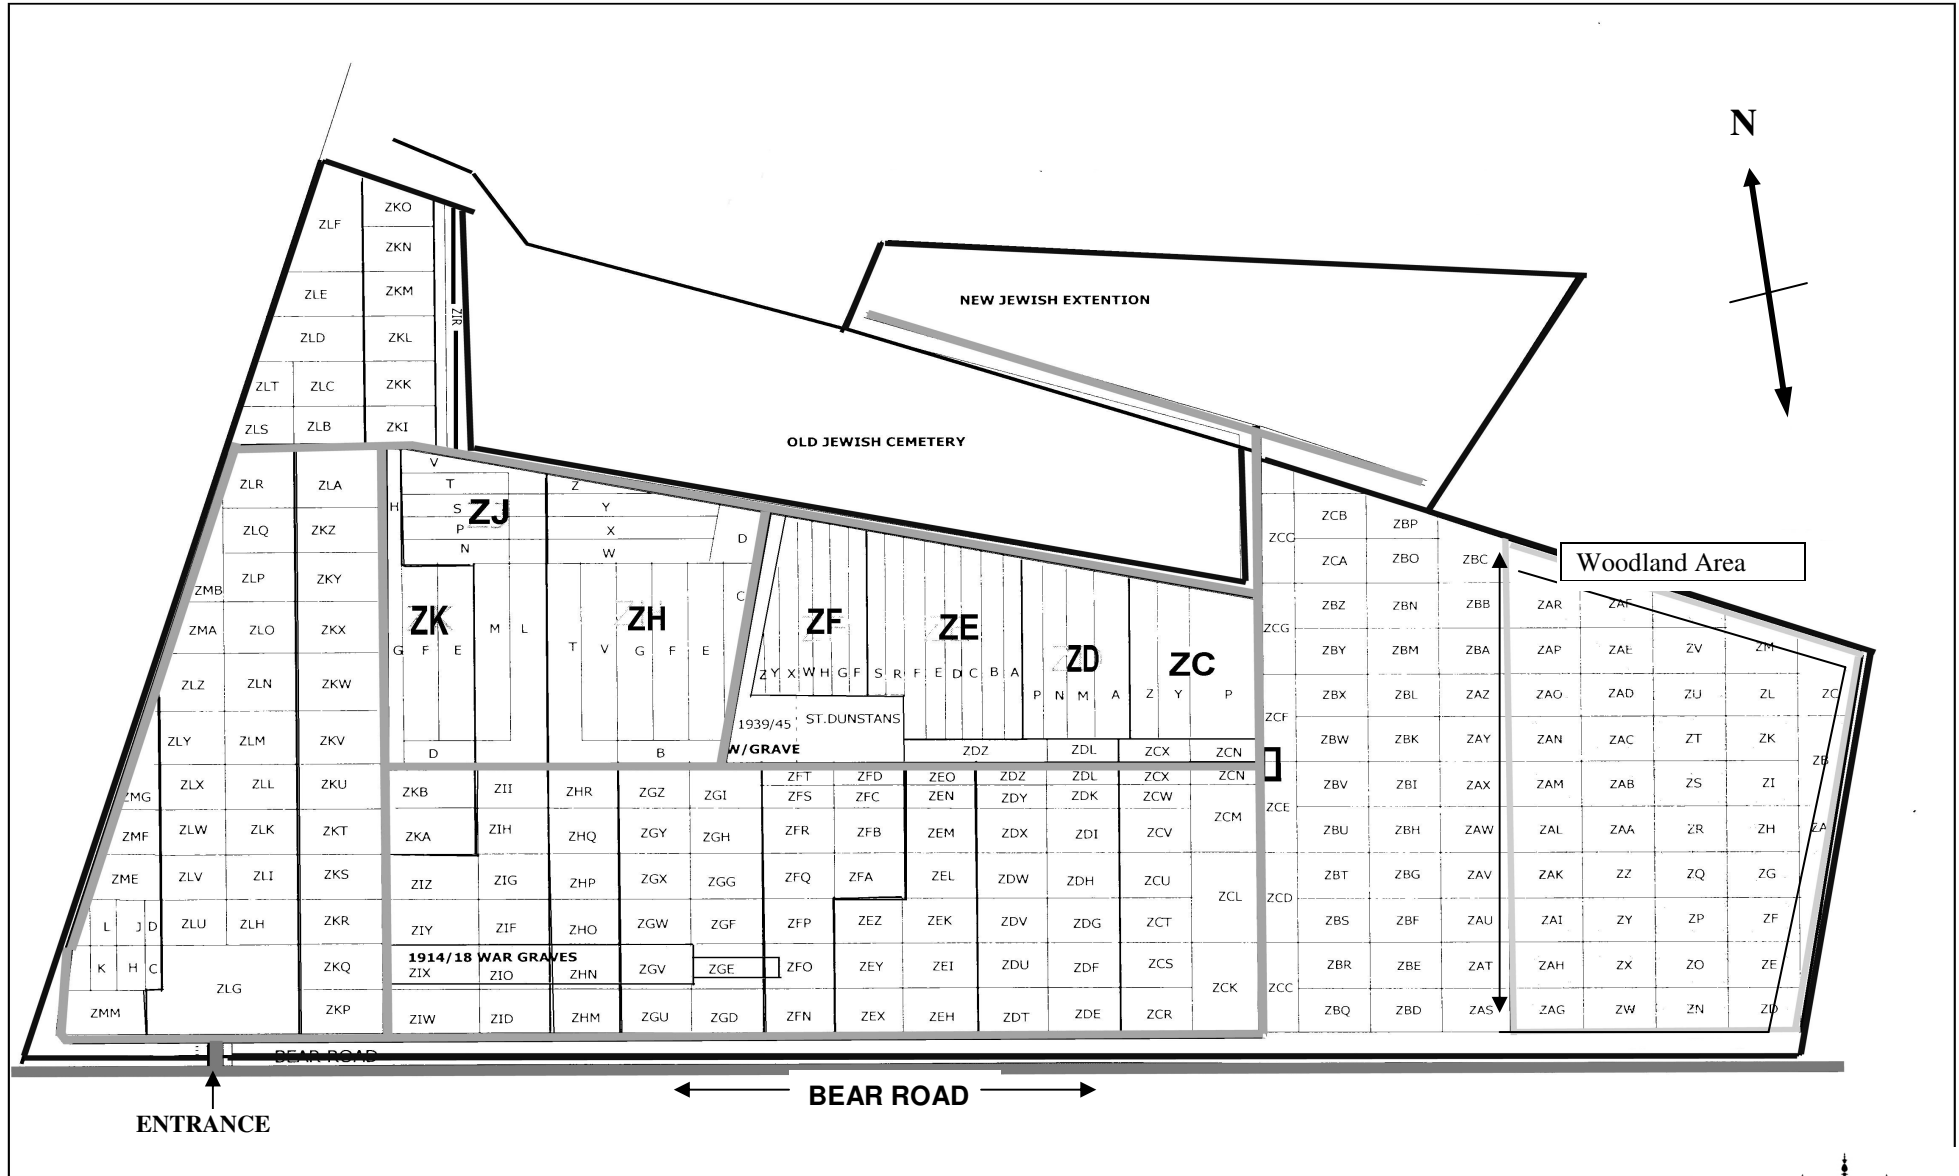 N
ZKO
ZLF
ZKN
ZLE
ZKM
ZIR
NEW JEWISH EXTENTION
ZLD
ZKL
ZLT ZLC ZKK
ZLS ZLB ZKI
OLD JEWISH CEMETERY
ZLR ZLA
V
T
H
S
ZJ
P
N
Z
Y
X
W
D
ZLQ ZKZ
ZCB ZBP
ZCG
ZCA ZBO ZBC
Woodland Area
ZLP ZKY
ZMB
ZK
ZH
C
ZF
ZE
ZD
ZC
ZBZ ZBN ZBB ZAR ZAF
ZMA ZLO ZKX
M L
G F E
T V G F E
ZCG
ZBY ZBM ZBA ZAP ZAE ZV ZM
Z Y X W H G F S R F E D C B A
P N M A Z Y P
ZLZ ZLN ZKW
ZBX ZBL ZAZ ZAO ZAD ZU ZL ZC
1939/45 ST.DUNSTANS
W/GRAVE
ZCF
ZLY ZLM ZKV
D B
ZDZ ZDL ZCX ZCN
ZBW ZBK ZAY ZAN ZAC ZT ZK
ZB
ZFT ZFD ZEO ZDZ ZDL ZCX ZCN
ZMG ZLX ZLL ZKU ZKB ZII ZHR ZGZ ZGI ZFS ZFC ZEN ZDY ZDK ZCW
ZBV ZBI ZAX ZAM ZAB ZS ZI
ZCE
ZCM
ZMF ZLW ZLK ZKT ZKA ZIH ZHQ ZGY ZGH ZFR ZFB ZEM ZDX ZDI ZCV
ZBU ZBH ZAW ZAL ZAA ZR ZH ZA
ZME ZLV ZLI ZKS ZIZ ZIG ZHP ZGX ZGG ZFQ ZFA ZEL ZDW ZDH ZCU
ZCL
ZCD
ZBT ZBG ZAV ZAK ZZ ZQ ZG
L J D ZLU ZLH ZKR ZIY ZIF ZHO ZGW ZGF ZFP ZEZ ZEK ZDV ZDG ZCT
ZBS ZBF ZAU ZAI ZY ZP ZF
1914/18 WAR GRAVES
K H C
ZKQ ZIX ZIO ZHN ZGV ZGE ZFO ZEY ZEI ZDU ZDF ZCS
ZBR ZBE ZAT ZAH ZX ZO ZE
ZLG
ZCK
ZCC
ZMM ZKP ZIW ZID ZHM ZGU ZGD ZFN ZEX ZEH ZDT ZDE ZCR
ZBQ ZBD ZAS ZAG ZW ZN ZD
BEAR ROAD
BEAR ROAD
ENTRANCE